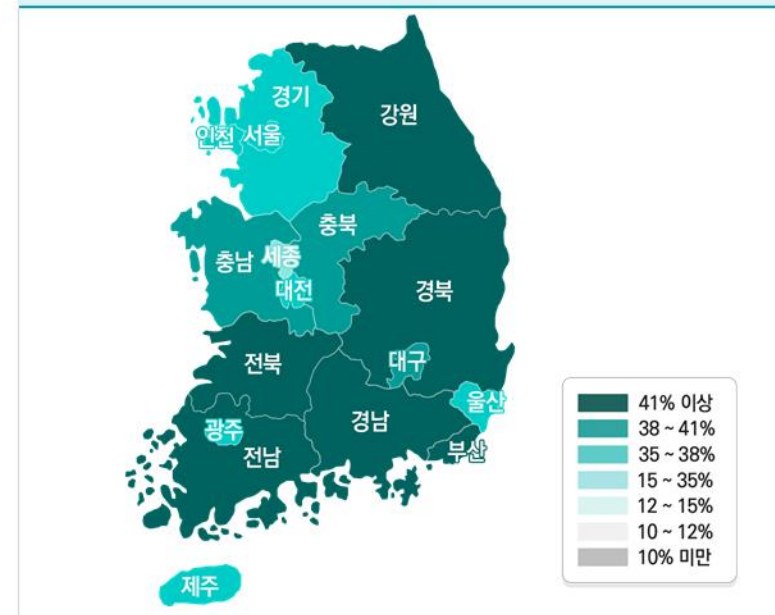 경기
강원
인천
서울
충북
세종
충남
대전
경북
전북
대구
경남
울산
광주
전남
부산
제주
41% 이상
38 ~ 41%
35 ~ 38%
15 ~ 35%
12 ~ 15%
10 ~ 12%
10% 미만